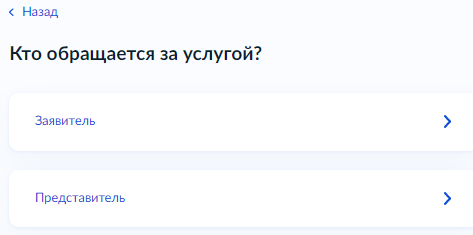 Назад
Кто обращается за услугой?
Заявитель
Представитель